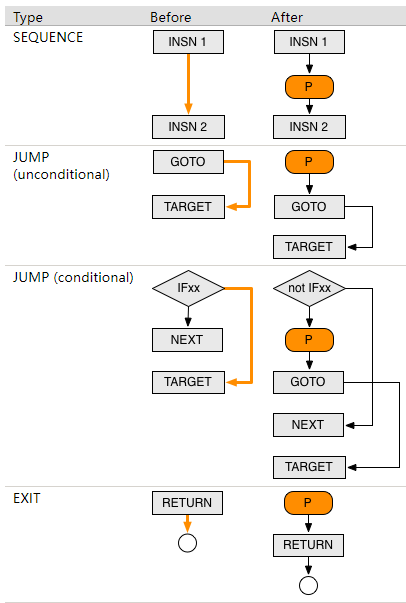 Type Before After
SEQUENCE
INSN 1 INSN 1
P
INSN 2 INSN 2
JUMP
(unconditional)
GOTO P
TARGET GOTO
TARGET
JUMP (conditional)
IFxx not IFxx
NEXT P
TARGET GOTO
NEXT
TARGET
EXIT
RETURN P
RETURN